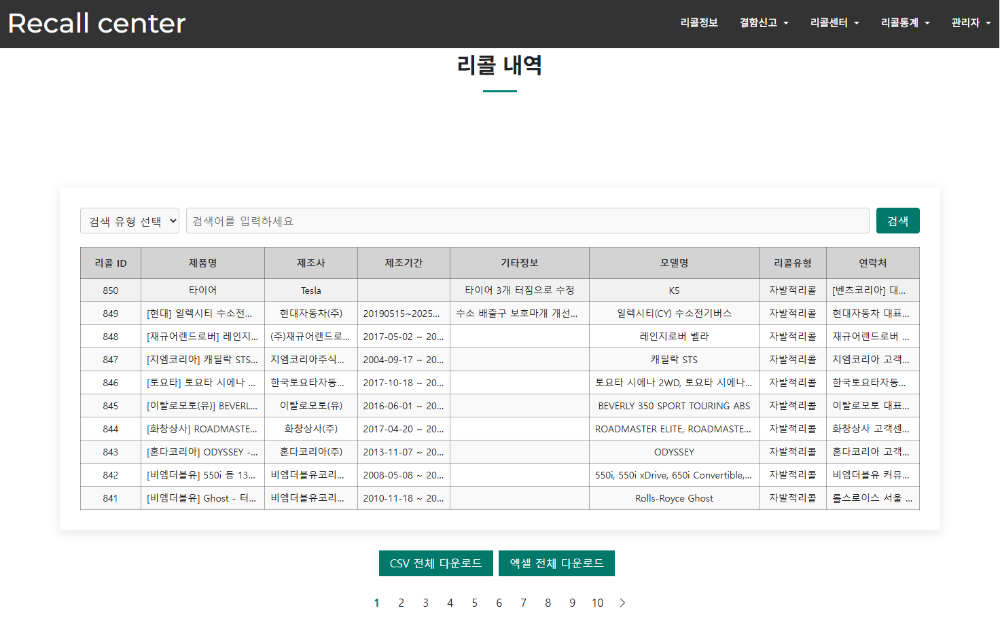 Recall center 리콜정보 결함신고 리콜센터 리콜통계 관리자
리콜 내역
검색 유형 선택 검색어를 입력하세요 검색
리콜 ID 제품명 제조사 제조기간 기타정보 모델명 리콜유형 연락처
850 타이어 Tesla 타이어 3개 터짐으로 수정 K5 자발적리콜 [벤츠코리아] 대...
849 [현대] 일렉시티 수소전... 현대자동차(주) 20190515~2025... 수소 배출구 보호마개 개선... 일렉시티(CY) 수소전기버스 자발적리콜 현대자동차 대표...
848 [재규어랜드로버] 레인지... (주)재규어랜드로... 2017-05-02 ~ 20... 레인지로버 벨라 자발적리콜 재규어랜드로버 ...
847 [지엠코리아] 캐딜락 STS... 지엠코리아주식... 2004-09-17 ~ 20... 캐딜락 STS 자발적리콜 지엠코리아 고객...
846 [토요타] 토요타 시에나 ... 한국토요타자동... 2017-10-18 ~ 20... 토요타 시에나 2WD, 토요타 시에나... 자발적리콜 한국토요타자동...
845 [이탈로모토(유)] BEVERL... 이탈로모토(유) 2016-06-01 ~ 20... BEVERLY 350 SPORT TOURING ABS 자발적리콜 이탈로모토 대표...
844 [화창상사] ROADMASTE... 화창상사(주) 2017-04-20 ~ 20... ROADMASTER ELITE, ROADMASTE... 자발적리콜 화창상사 고객센...
843 [혼다코리아] ODYSSEY -... 혼다코리아(주) 2013-11-07 ~ 20... ODYSSEY 자발적리콜 혼다코리아 고객...
842 [비엠더블유] 550i 등 13... 비엠더블유코리... 2008-05-08 ~ 20... 550i, 550i xDrive, 650i Convertible,... 자발적리콜 비엠더블유 커뮤...
841 [비엠더블유] Ghost - 터... 비엠더블유코리... 2010-11-18 ~ 20... Rolls-Royce Ghost 자발적리콜 롤스로이스 서울 ...
CSV 전체 다운로드 엑셀 전체 다운로드
1 2 3 4 5 6 7 8 9 10